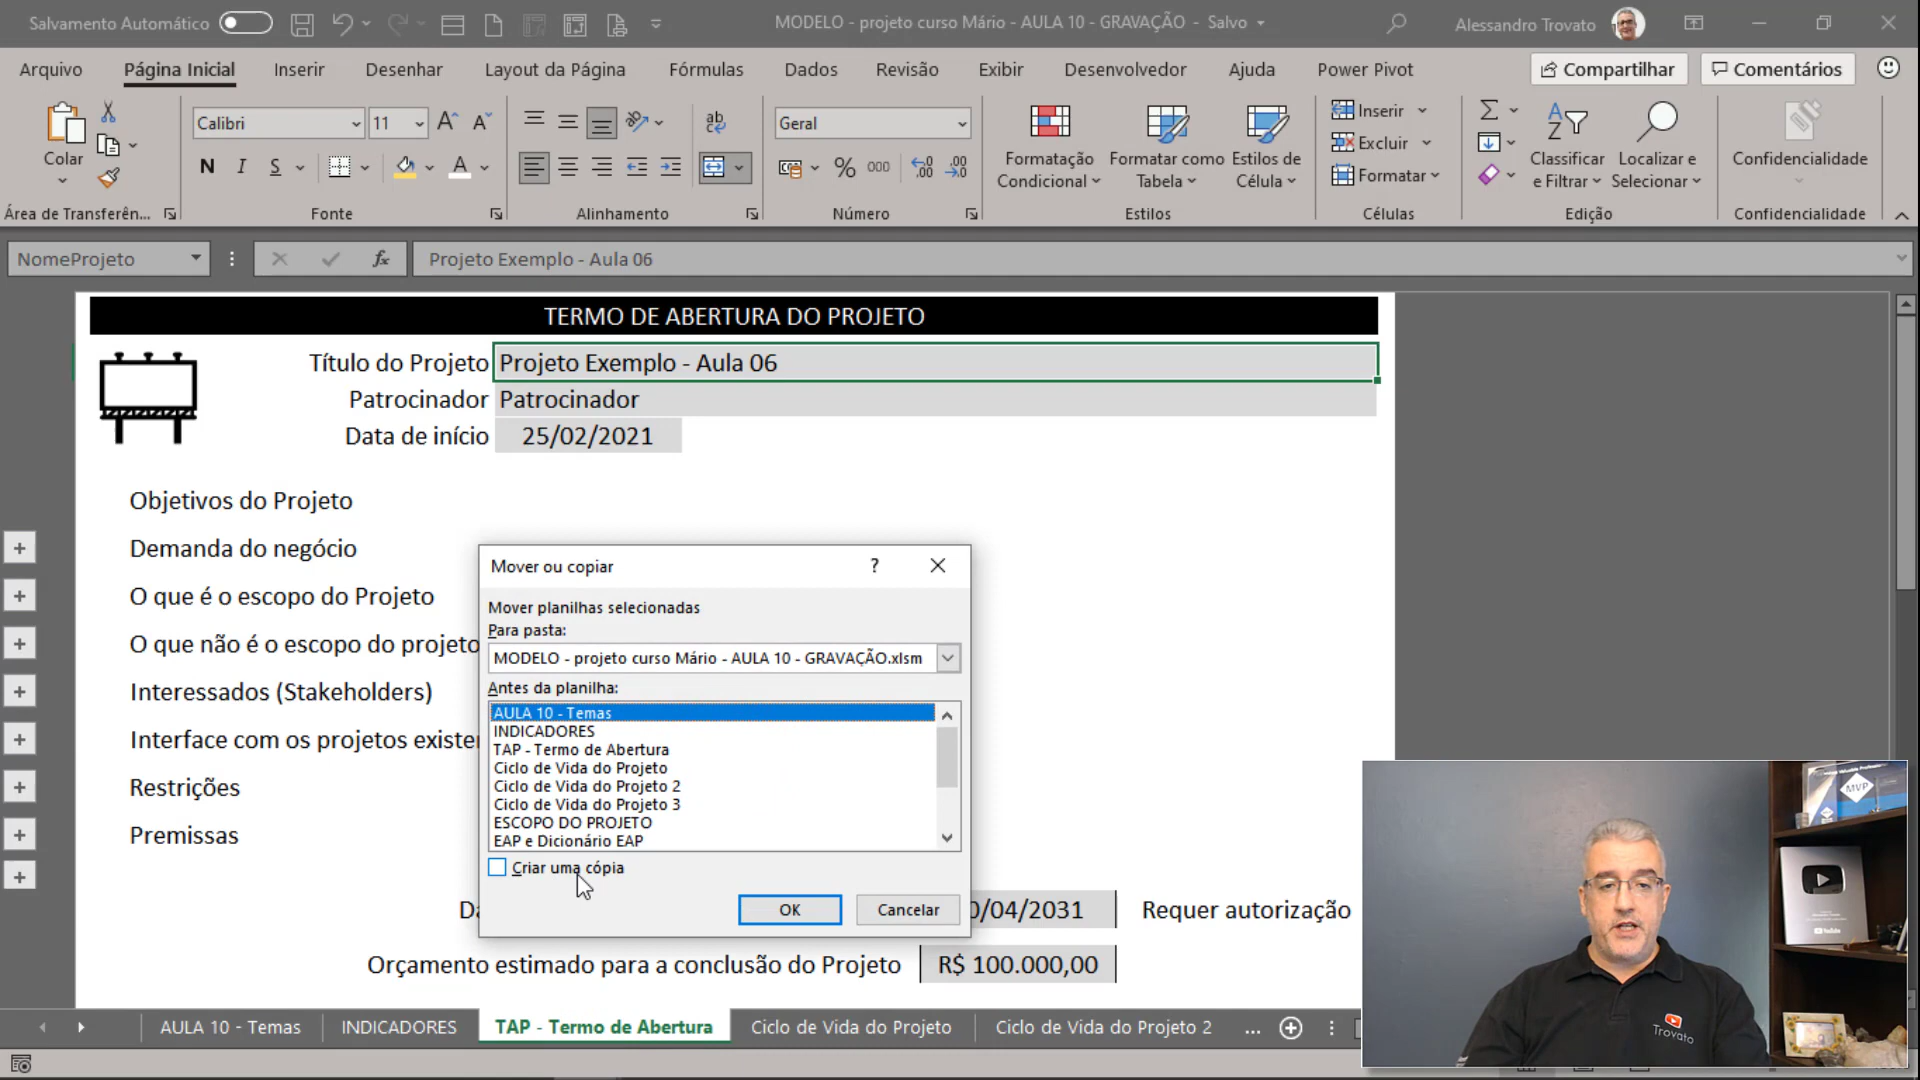 Salvamento Automático
MODELO - projeto curso Mário - AULA 10 - GRAVAÇÃO - Salvo
Alessandro Trovato
Arquivo
Página Inicial
Inserir
Desenhar
Layout da Página
Fórmulas
Dados
Revisão
Exibir
Desenvolvedor
Ajuda
Power Pivot
Compartilhar
Comentários
Colar
Calibri
11
N I S
ab
Geral
% 000
Formatação Condicional
Formatar como Tabela
Estilos de Célula
Inserir
Excluir
Formatar
Classificar e Filtrar
Localizar e Selecionar
Confidencialidade
Área de Transferên...
Fonte
Alinhamento
Número
Estilos
Células
Edição
Confidencialidade
NomeProjeto
fx
Projeto Exemplo - Aula 06
TERMO DE ABERTURA DO PROJETO
Título do Projeto
Projeto Exemplo - Aula 06
Patrocinador
Patrocinador
Data de início
25/02/2021
Objetivos do Projeto
Demanda do negócio
O que é o escopo do Projeto
O que não é o escopo do projeto
Interessados (Stakeholders)
Interface com os projetos existen
Restrições
Premissas
Mover ou copiar
?
Mover planilhas selecionadas
Para pasta:
MODELO - projeto curso Mário - AULA 10 - GRAVAÇÃO.xlsm
Antes da planilha:
AULA 10 - Temas
INDICADORES
TAP - Termo de Abertura
Ciclo de Vida do Projeto
Ciclo de Vida do Projeto 2
Ciclo de Vida do Projeto 3
ESCOPO DO PROJETO
EAP e Dicionário EAP
Criar uma cópia
OK
Cancelar
0/04/2031
Requer autorização
Orçamento estimado para a conclusão do Projeto
R$ 100.000,00
AULA 10 - Temas
INDICADORES
TAP - Termo de Abertura
Ciclo de Vida do Projeto
Ciclo de Vida do Projeto 2
...
MVP
YouTube
Trovato